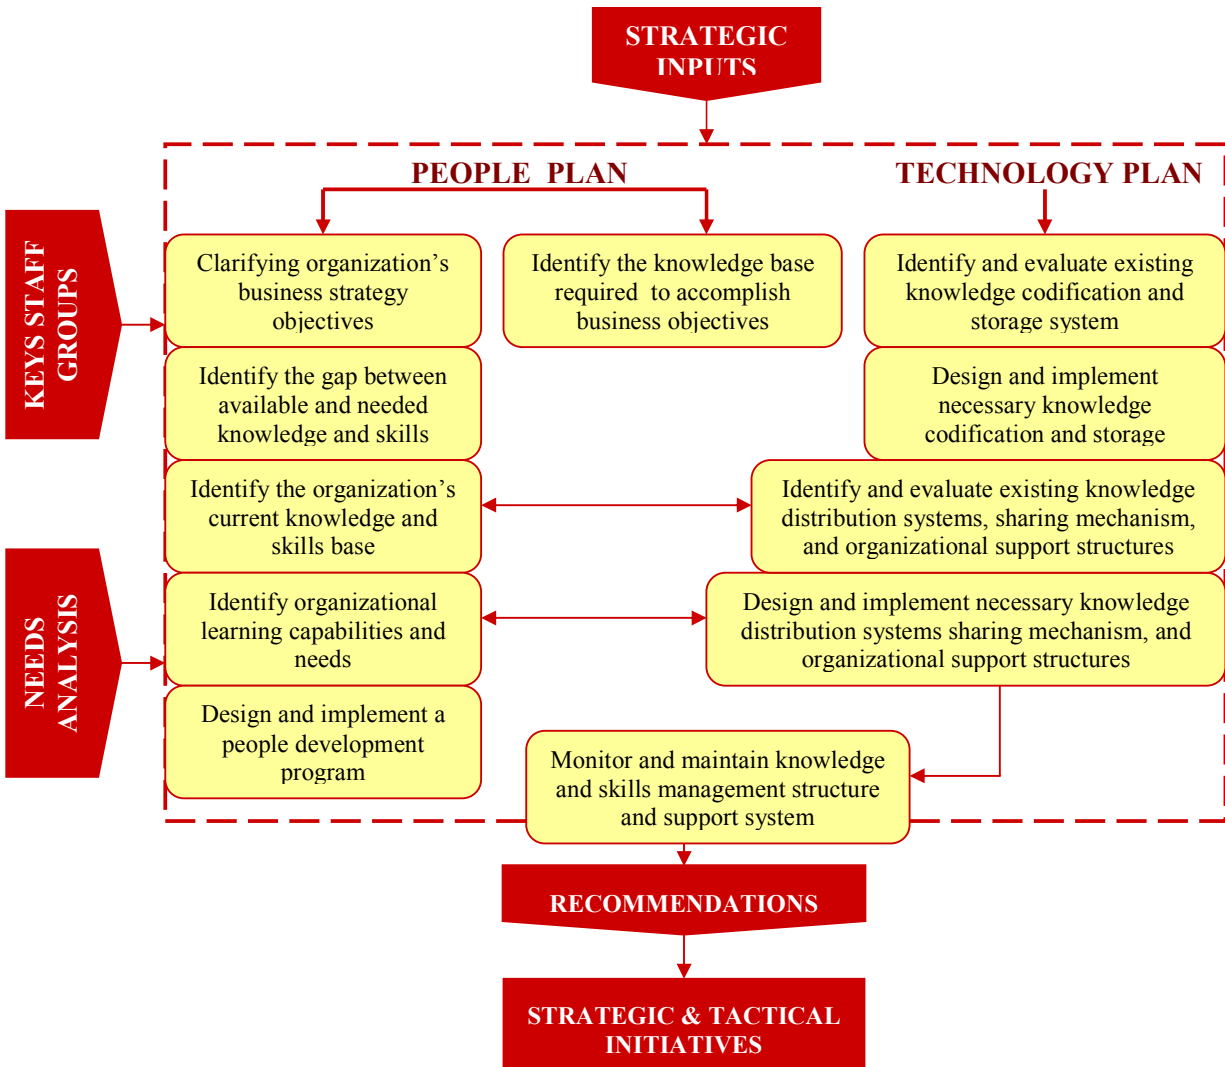 STRATEGIC
INPUTS
PEOPLE PLAN
TECHNOLOGY PLAN
KEYS STAFF
GROUPS
Clarifying organization’s
business strategy
objectives
Identify the knowledge base
required to accomplish
business objectives
Identify and evaluate existing
knowledge codification and
storage system
Identify the gap between
available and needed
knowledge and skills
Design and implement
necessary knowledge
codification and storage
Identify the organization’s
current knowledge and
skills base
Identify and evaluate existing knowledge
distribution systems, sharing mechanism,
and organizational support structures
NEEDS
ANALYSIS
Identify organizational
learning capabilities and
needs
Design and implement necessary knowledge
distribution systems sharing mechanism, and
organizational support structures
Design and implement a
people development
program
Monitor and maintain knowledge
and skills management structure
and support system
RECOMMENDATIONS
STRATEGIC & TACTICAL
INITIATIVES